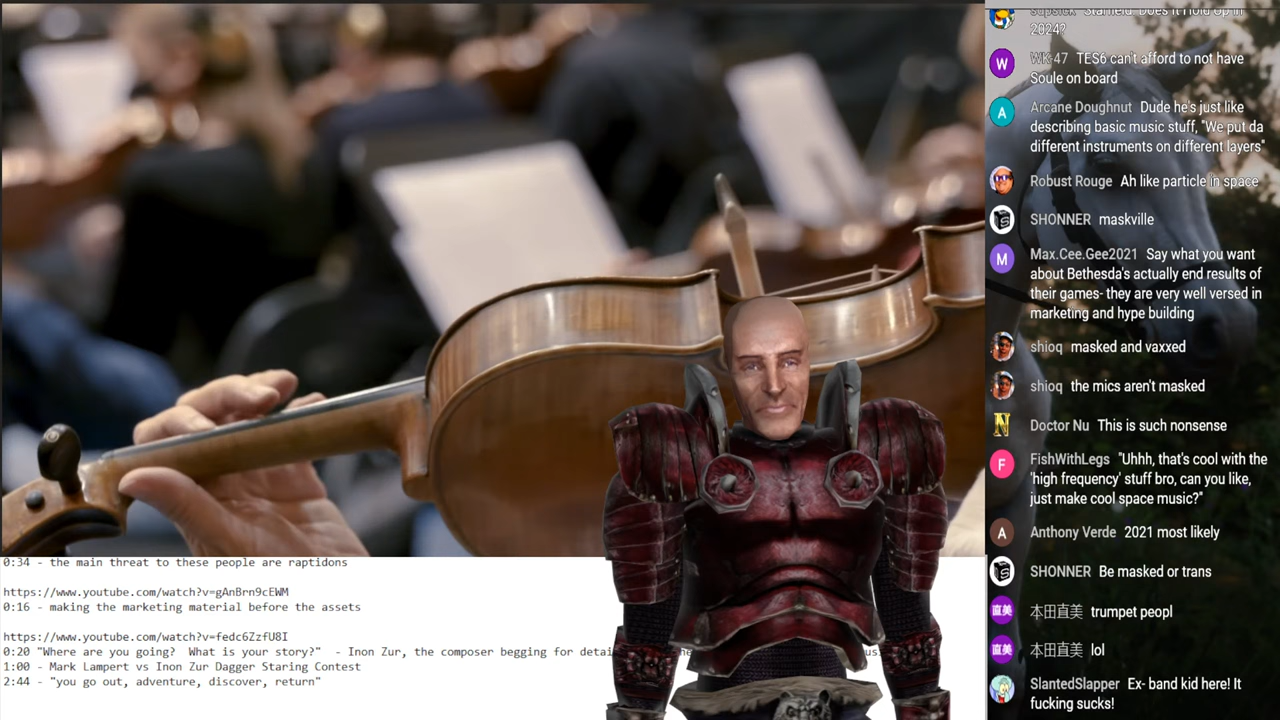 0:34 - the main threat to these people are raptidons
https://www.youtube.com/watch?v=gAnBrn9cEWM
0:16 - making the marketing material before the assets
https://www.youtube.com/watch?v=fedc6ZzfU8I
0:20 "Where are you going?  What is your story?"  - Inon Zur, the composer begging for
1:00 - Mark Lampert vs Inon Zur Dagger Staring Contest
2:44 - "you go out, adventure, discover, return"
2024?
W
WK-47 TES6 can't afford to not have
Soule on board
A
Arcane Doughnut Dude he's just like
describing basic music stuff, "We put da
different instruments on different layers"
Robust Rouge Ah like particle in space
SHONNER maskville
M
Max.Cee.Gee2021 Say what you want
about Bethesda's actually end results of
their games- they are very well versed in
marketing and hype building
shioq masked and vaxxed
shioq the mics aren't masked
N
Doctor Nu This is such nonsense
F
FishWithLegs "Uhhh, that's cool with the
'high frequency' stuff bro, can you like,
just make cool space music?"
A
Anthony Verde 2021 most likely
SHONNER Be masked or trans
直美
本田直美 trumpet peopl
直美
本田直美 lol
SlantedSlapper Ex- band kid here! It
fucking sucks!